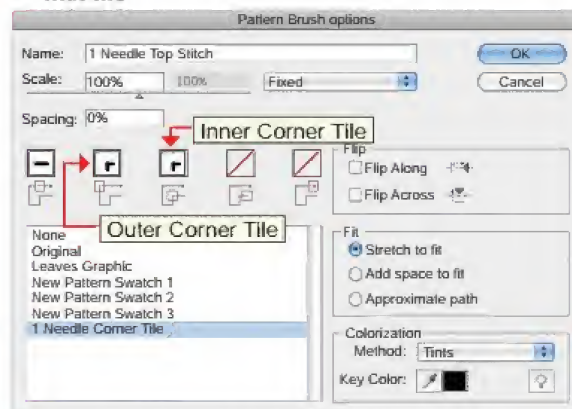 Pattern Brush options
Name: 1 Needle Top Stitch
OK
Scale: 100% 100% Fixed
Cancel
Spacing: 0%
Inner Corner Tile
Flip
Flip Along
Flip Across
Outer Corner Tile
None
Original
Leaves Graphic
New Pattern Swatch 1
New Pattern Swatch 2
New Pattern Swatch 3
1 Needle Corner Tile
Fit
Stretch to fit
Add space to fit
Approximate path
Colorization
Method: Tints
Key Color: